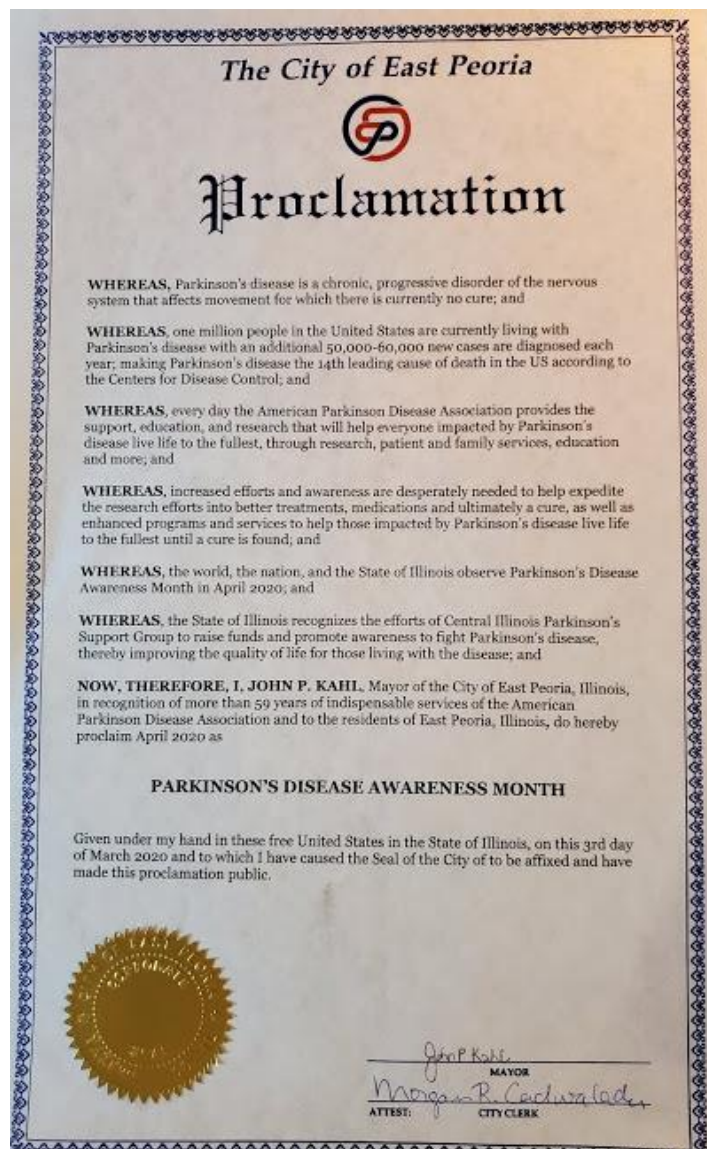 The City of East Peoria
Proclamation
WHEREAS, Parkinson's disease is a chronic, progressive disorder of the nervous
system that affects movement for which there is currently no cure; and
WHEREAS, one million people in the United States are currently living with
Parkinson's disease with an additional 50,000-60,000 new cases are diagnosed each
year; making Parkinson's disease the 14th leading cause of death in the US according to
the Centers for Disease Control; and
WHEREAS, every day the American Parkinson Disease Association provides the
support, education, and research that will help everyone impacted by Parkinson's
disease live life to the fullest, through research, patient and family services, education
and more; and
WHEREAS, increased efforts and awareness are desperately needed to help expedite
the research efforts into better treatments, medications and ultimately a cure, as well as
enhanced programs and services to help those impacted by Parkinson's disease live life
to the fullest until a cure is found; and
WHEREAS, the world, the nation, and the State of Illinois observe Parkinson's Disease
Awareness Month in April 2020; and
WHEREAS, the State of Illinois recognizes the efforts of Central Illinois Parkinson's
Support Group to raise funds and promote awareness to fight Parkinson's disease,
thereby improving the quality of life for those living with the disease; and
NOW, THEREFORE, I, JOHN P. KAHL, Mayor of the City of East Peoria, Illinois,
in recognition of more than 59 years of indispensable services of the American
Parkinson Disease Association and to the residents of East Peoria, Illinois, do hereby
proclaim April 2020 as
PARKINSON'S DISEASE AWARENESS MONTH
Given under my hand in these free United States in the State of Illinois, on this 3rd day
of March 2020 and to which I have caused the Seal of the City of to be affixed and have
made this proclamation public.
OF EAST PEORIA
CORPORATE
John P Kahl
MAYOR
Morgan R. Cadwalader
ATTEST: CITY CLERK